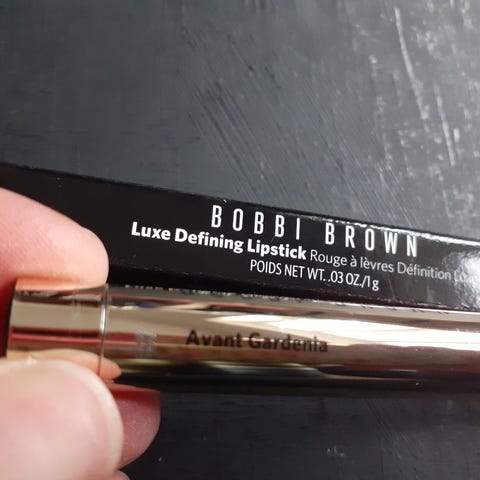 BOBBI BROWN
Luxe Defining Lipstick Rouge à lèvres Définition
POIDS NET WT. .03 OZ./1g
Avant Gardenia